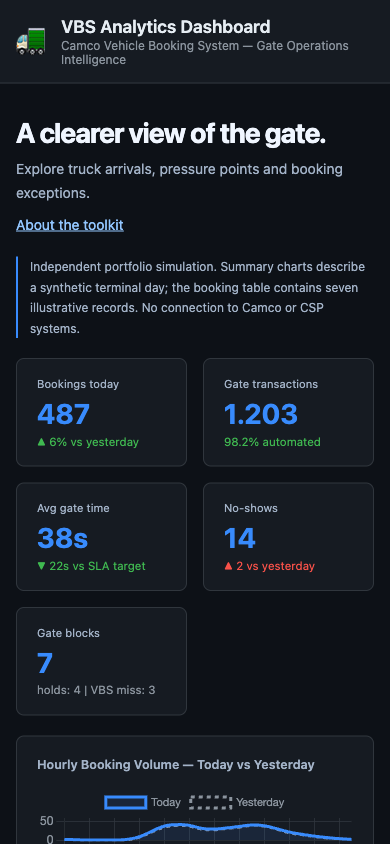 VBS Analytics Dashboard
Camco Vehicle Booking System — Gate Operations
Intelligence
A clearer view of the gate.
Explore truck arrivals, pressure points and booking
exceptions.
About the toolkit
Independent portfolio simulation. Summary charts describe
a synthetic terminal day; the booking table contains seven
illustrative records. No connection to Camco or CSP
systems.
Bookings today
487
▲ 6% vs yesterday
Gate transactions
1.203
98.2% automated
Avg gate time
38s
▼ 22s vs SLA target
No-shows
14
▲ 2 vs yesterday
Gate blocks
7
holds: 4 | VBS miss: 3
Hourly Booking Volume — Today vs Yesterday
Today
Yesterday
50
40
0